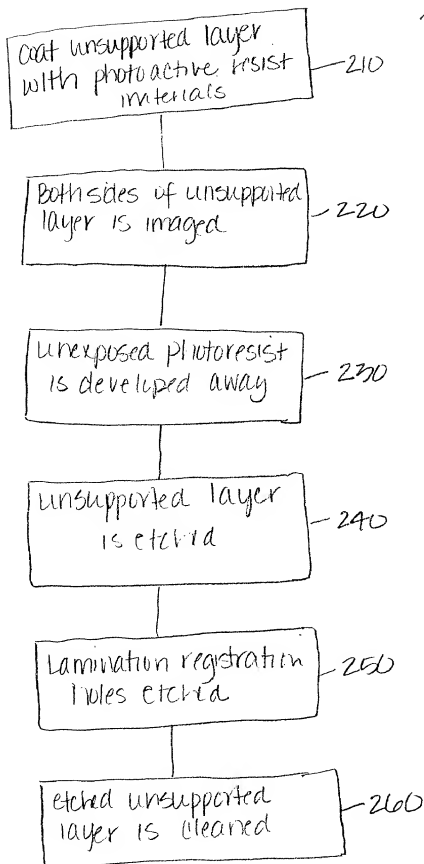 Coat unsupported layer
with photoactive resist
materials
210
Both sides of unsupported
layer is imaged
220
unexposed photoresist
is developed away
230
unsupported layer
is etched
240
Lamination registration
holes etched
250
etched unsupported
layer is cleaned
260